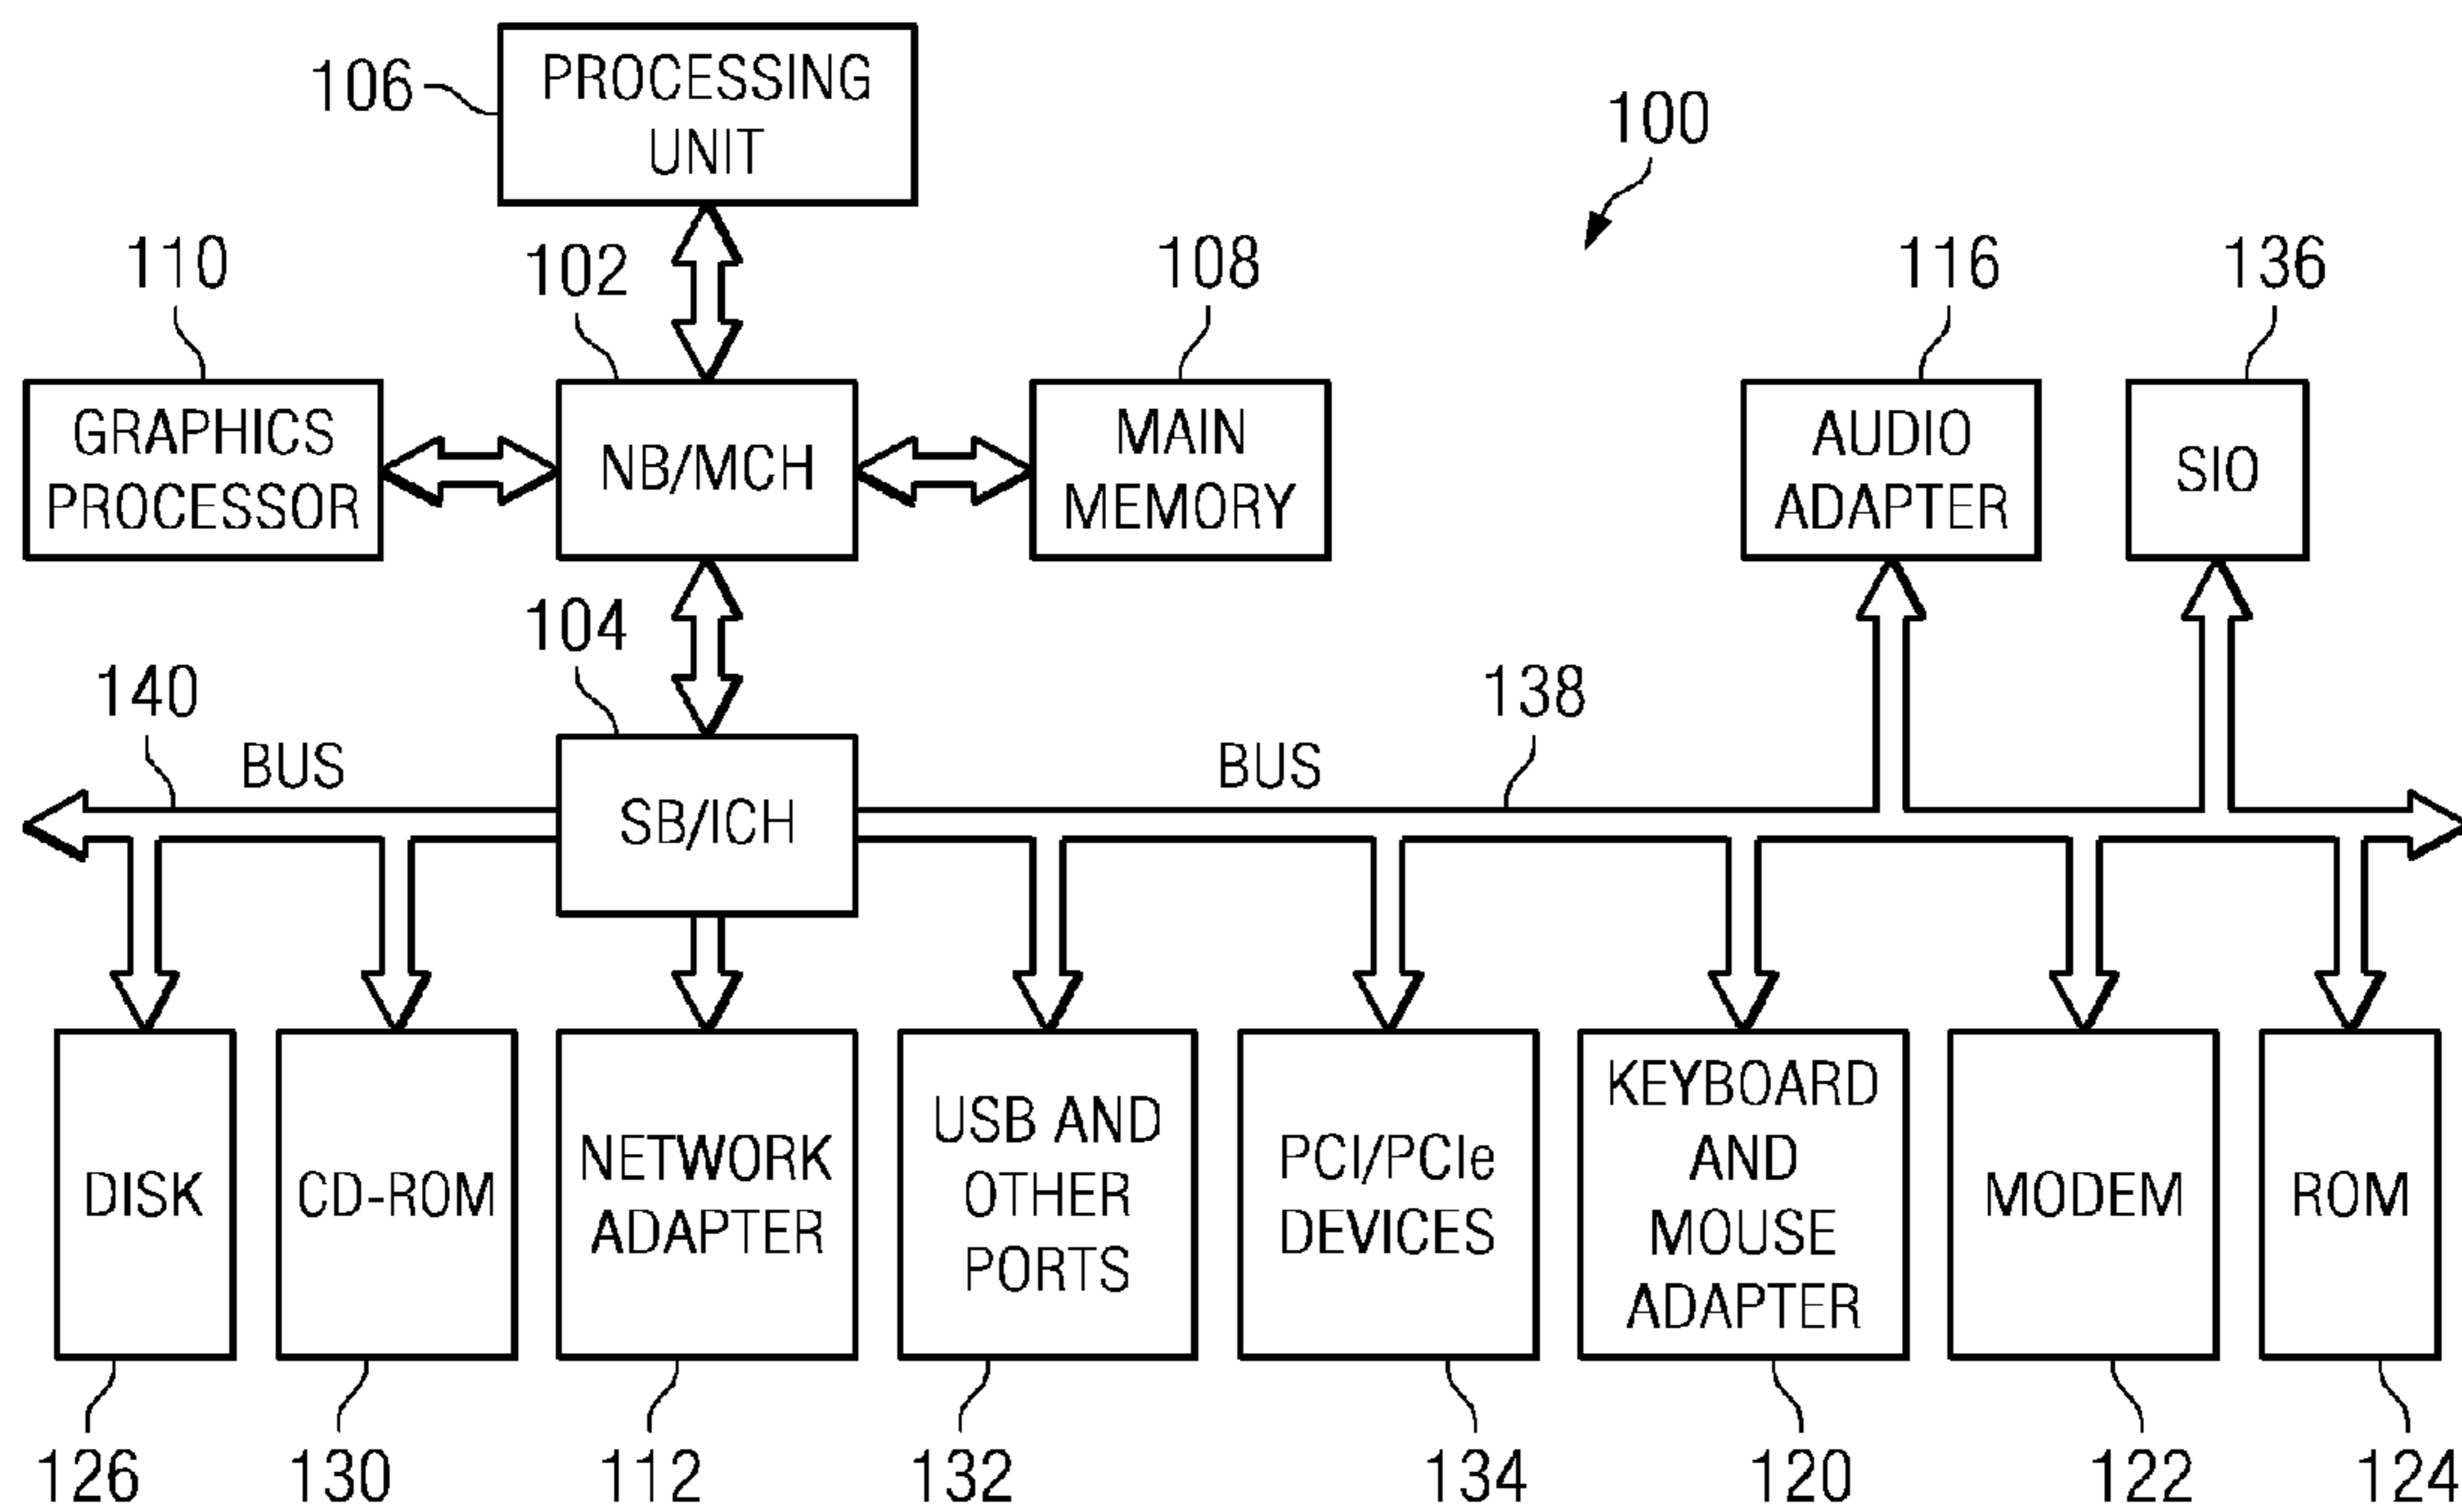 PROCESSING
UNIT
106
100
110
102
108
116
136
GRAPHICS
PROCESSOR
NB/MCH
MAIN
MEMORY
AUDIO
ADAPTER
SIO
104
140
BUS
138
BUS
SB/ICH
DISK
CD-ROM
NETWORK
ADAPTER
USB AND
OTHER
PORTS
PCI/PCIe
DEVICES
KEYBOARD
AND
MOUSE
ADAPTER
MODEM
ROM
126
130
112
132
134
120
122
124